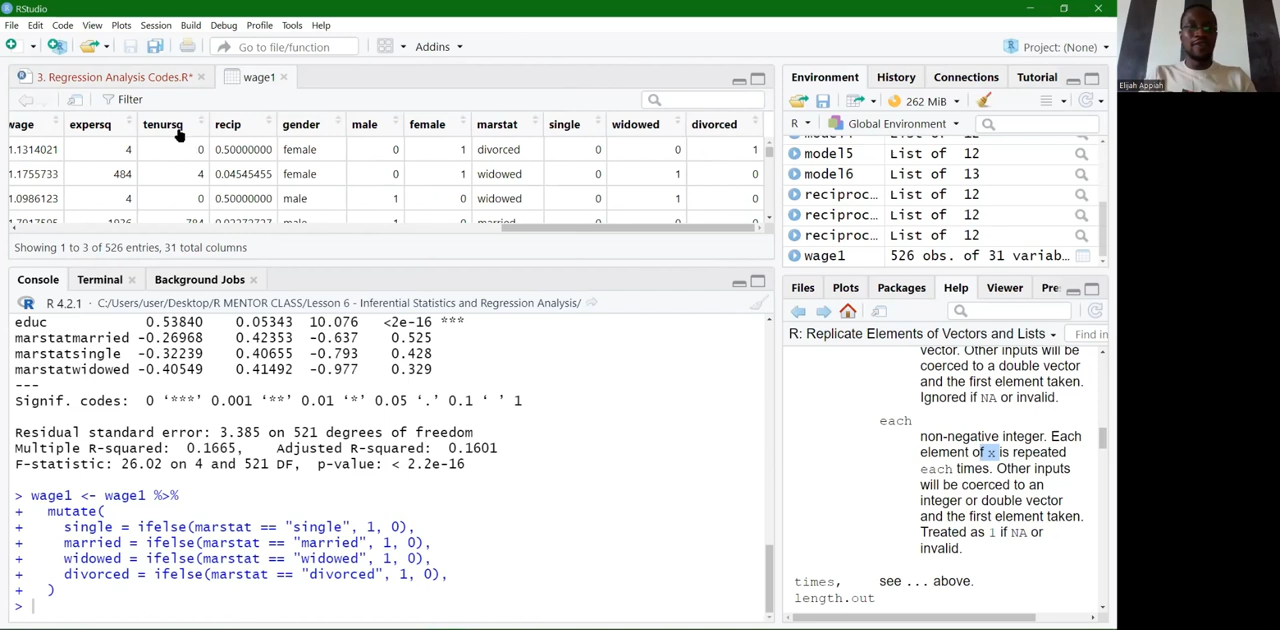 RStudio
File Edit Code View Plots Session Build Debug Profile Tools Help
Go to file/function Addins Project: (None)
3. Regression Analysis Codes.R* wage1
Filter
wage expersq tenursq recip gender male female marstat single widowed divorced
1.1314021 4 0 0.50000000 female 0 1 divorced 0 0 1
1.1755733 484 4 0.04545455 female 0 1 widowed 0 1 0
1.0986123 4 0 0.50000000 male 1 0 widowed 0 1 0
1.7917595 1936 784 0.02272727 male 1 0 married 0 0 0
Showing 1 to 3 of 526 entries, 31 total columns
Console Terminal Background Jobs
R 4.2.1 · C:/Users/user/Desktop/R MENTOR CLASS/Lesson 6 - Inferential Statistics and Regression Analysis/
educ 0.53840 0.05343 10.076 <2e-16 ***
marstatmarried -0.26968 0.42353 -0.637 0.525
marstatsingle -0.32239 0.40655 -0.793 0.428
marstatwidowed -0.40549 0.41492 -0.977 0.329
---
Signif. codes: 0 ‘***’ 0.001 ‘**’ 0.01 ‘*’ 0.05 ‘.’ 0.1 ‘ ’ 1
Residual standard error: 3.385 on 521 degrees of freedom
Multiple R-squared: 0.1665, Adjusted R-squared: 0.1601
F-statistic: 26.02 on 4 and 521 DF, p-value: < 2.2e-16
> wage1 <- wage1 %>%
+ mutate(
+ single = ifelse(marstat == "single", 1, 0),
+ married = ifelse(marstat == "married", 1, 0),
+ widowed = ifelse(marstat == "widowed", 1, 0),
+ divorced = ifelse(marstat == "divorced", 1, 0),
+ )
>
Environment History Connections Tutorial
262 MiB
R Global Environment
model5 List of 12
model6 List of 13
reciproc… List of 12
reciproc… List of 12
reciproc… List of 12
wage1 526 obs. of 31 variab…
Files Plots Packages Help Viewer Pre
R: Replicate Elements of Vectors and Lists Find in
vector. Other inputs will be
coerced to a double vector
and the first element taken.
Ignored if NA or invalid.
each
non-negative integer. Each
element of x is repeated
each times. Other inputs
will be coerced to an
integer or double vector
and the first element taken.
Treated as 1 if NA or
invalid.
times, see ... above.
length.out
Elijah Appiah